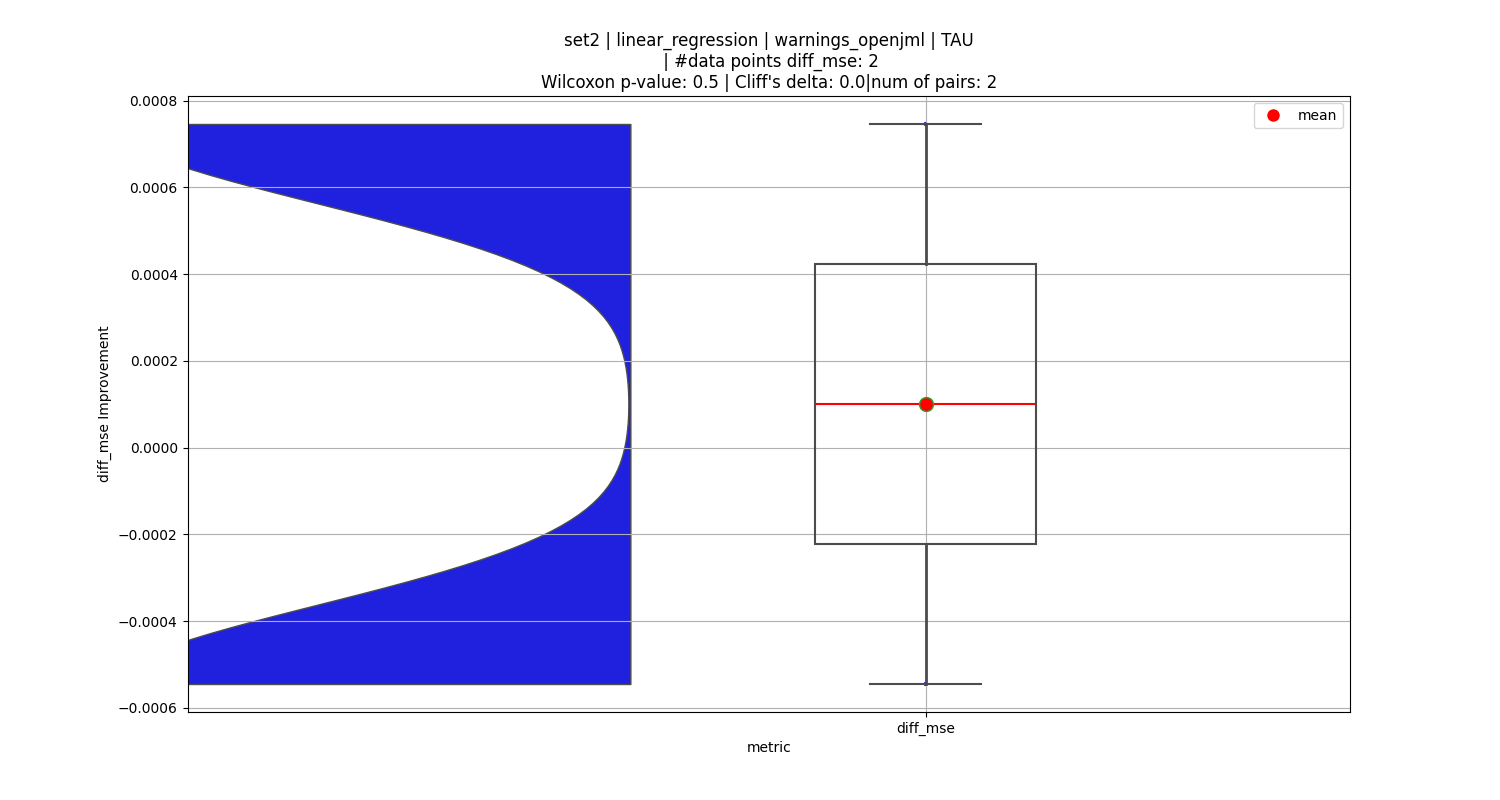 set2 | linear_regression | warnings_openjml | TAU
| #data points diff_mse: 2
Wilcoxon p-value: 0.5 | Cliff's delta: 0.0|num of pairs: 2
mean
0.0008
0.0006
0.0004
0.0002
0.0000
−0.0002
−0.0004
−0.0006
diff_mse Improvement
diff_mse
metric